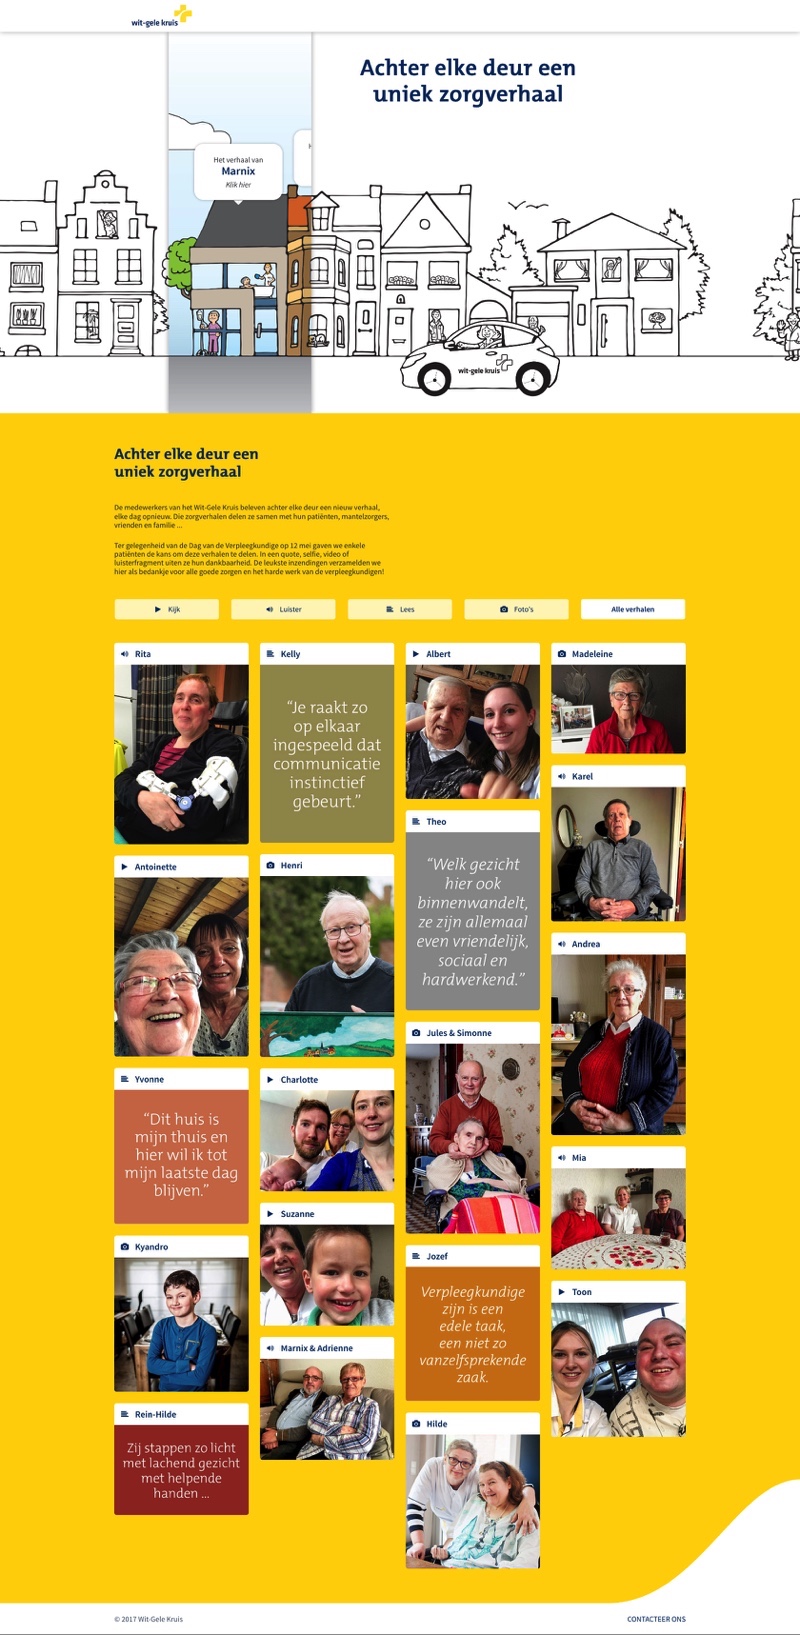 wit-gele kruis
Achter elke deur een
uniek zorgverhaal
Het verhaal van
Marnix
Klik hier
wit-gele kruis
Achter elke deur een
uniek zorgverhaal
De medewerkers van het Wit-Gele Kruis beleven achter elke deur een nieuw verhaal,
elke dag opnieuw. Die zorgverhalen delen ze samen met hun patiënten, mantelzorgers,
vrienden en familie ...
Ter gelegenheid van de Dag van de Verpleegkundige op 12 mei gaven we enkele
patiënten de kans om deze verhalen te delen. In een quote, selfie, video of
luisterfragment uiten ze hun dankbaarheid. De leukste inzendingen verzamelden we
hier als bedankje voor alle goede zorgen en het harde werk van de verpleegkundigen!
Kijk
Luister
Lees
Foto's
Alle verhalen
Rita
Kelly
“Je raakt zo
op elkaar
ingespeeld dat
communicatie
instinctief
gebeurt.”
Albert
Madeleine
Karel
Theo
“Welk gezicht
hier ook
binnenwandelt,
ze zijn allemaal
even vriendelijk,
sociaal en
hardwerkend.”
Antoinette
Henri
Andrea
Jules & Simonne
Yvonne
“Dit huis is
mijn thuis en
hier wil ik tot
mijn laatste dag
blijven.”
Charlotte
Mia
Suzanne
Kyandro
Jozef
Verpleegkundige
zijn is een
edele taak,
een niet zo
vanzelfsprekende
zaak.
Toon
Marnix & Adrienne
Rein-Hilde
Zij stappen zo licht
met lachend gezicht
met helpende
handen ...
Hilde
© 2017 Wit-Gele Kruis
CONTACTEER ONS